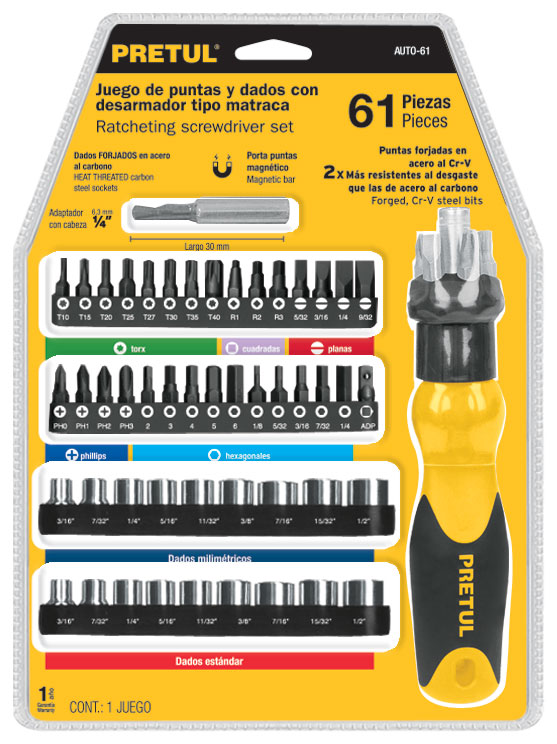 PRETUL®
AUTO-61
Juego de puntas y dados con
desarmador tipo matraca
Ratcheting screwdriver set
61 Piezas
Pieces
Dados FORJADOS en acero
al carbono
HEAT THREATED carbon
steel sockets
Porta puntas
magnético
Magnetic bar
Puntas forjadas en
acero al Cr-V
2x Más resistentes al desgaste
que las de acero al carbono
Forged, Cr-V steel bits
Adaptador
con cabeza
6,3 mm
1/4"
Largo 30 mm
T10 T15 T20 T25 T27 T30 T35 T40 R1 R2 R3 5/32 3/16 1/4 9/32
torx cuadradas planas
PH0 PH1 PH2 PH3 2 3 4 5 6 1/8 5/32 3/16 7/32 1/4 ADP
phillips hexagonales
3/16" 7/32" 1/4" 5/16" 11/32" 3/8" 7/16" 15/32" 1/2"
Dados milimétricos
3/16" 7/32" 1/4" 5/16" 11/32" 3/8" 7/16" 15/32" 1/2"
Dados estándar
PRETUL
1 año
Garantía
Warranty
CONT.: 1 JUEGO